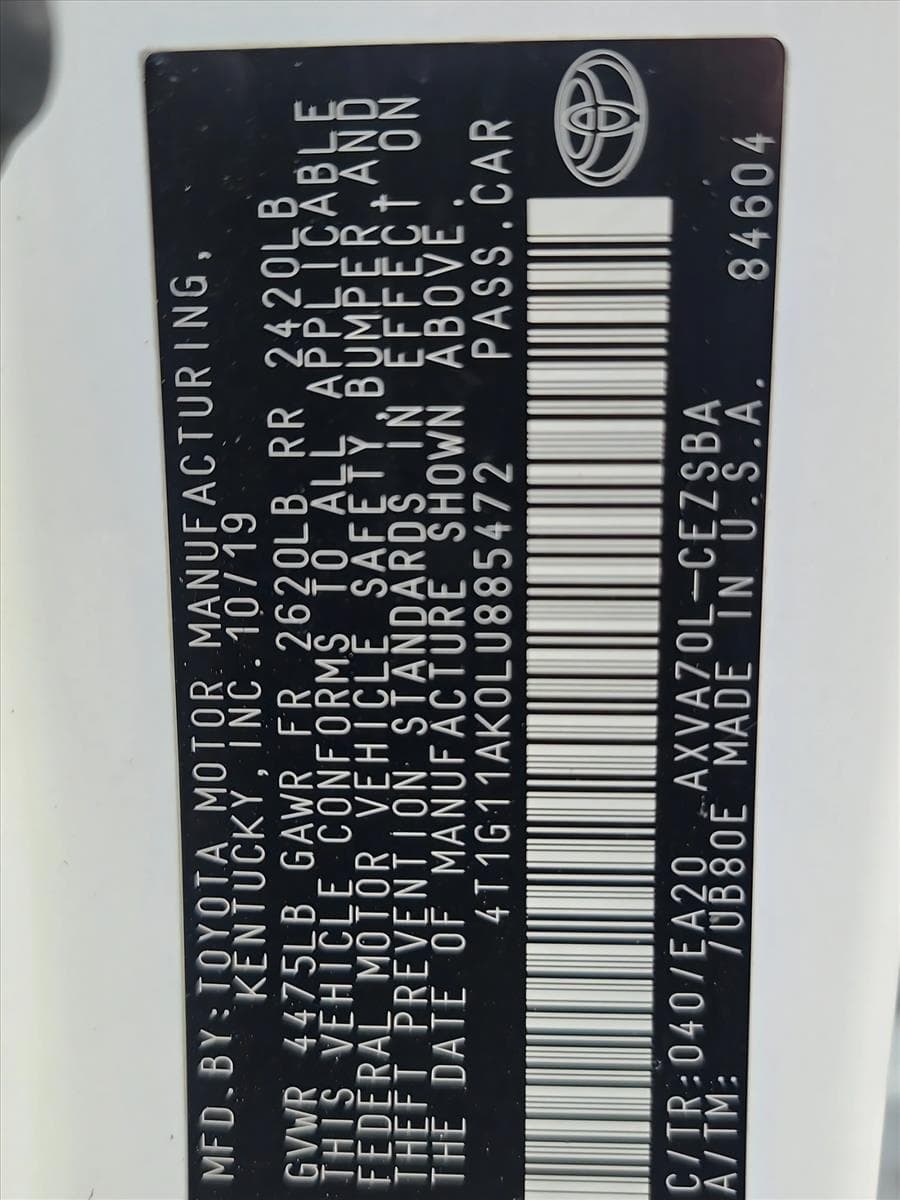 MFD.BY:TOYOTA MOTOR MANUFACTURING,
KENTUCKY, INC. 10/19
GVWR 4475LB GAWR FR 2620LB RR 2420LB
THIS VEHICLE CONFORMS TO ALL APPLICABLE
FEDERAL MOTOR VEHICLE SAFETY, BUMPER AND
THEFT PREVENTION STANDARDS IN EFFECT ON
THE DATE OF MANUFACTURE SHOWN ABOVE.
4T1G11AK0LU885472 PASS.CAR
C/TR:040/EA20 AXVA70L-CEZSBA
A/TM: /UB80E MADE IN U.S.A. 84604